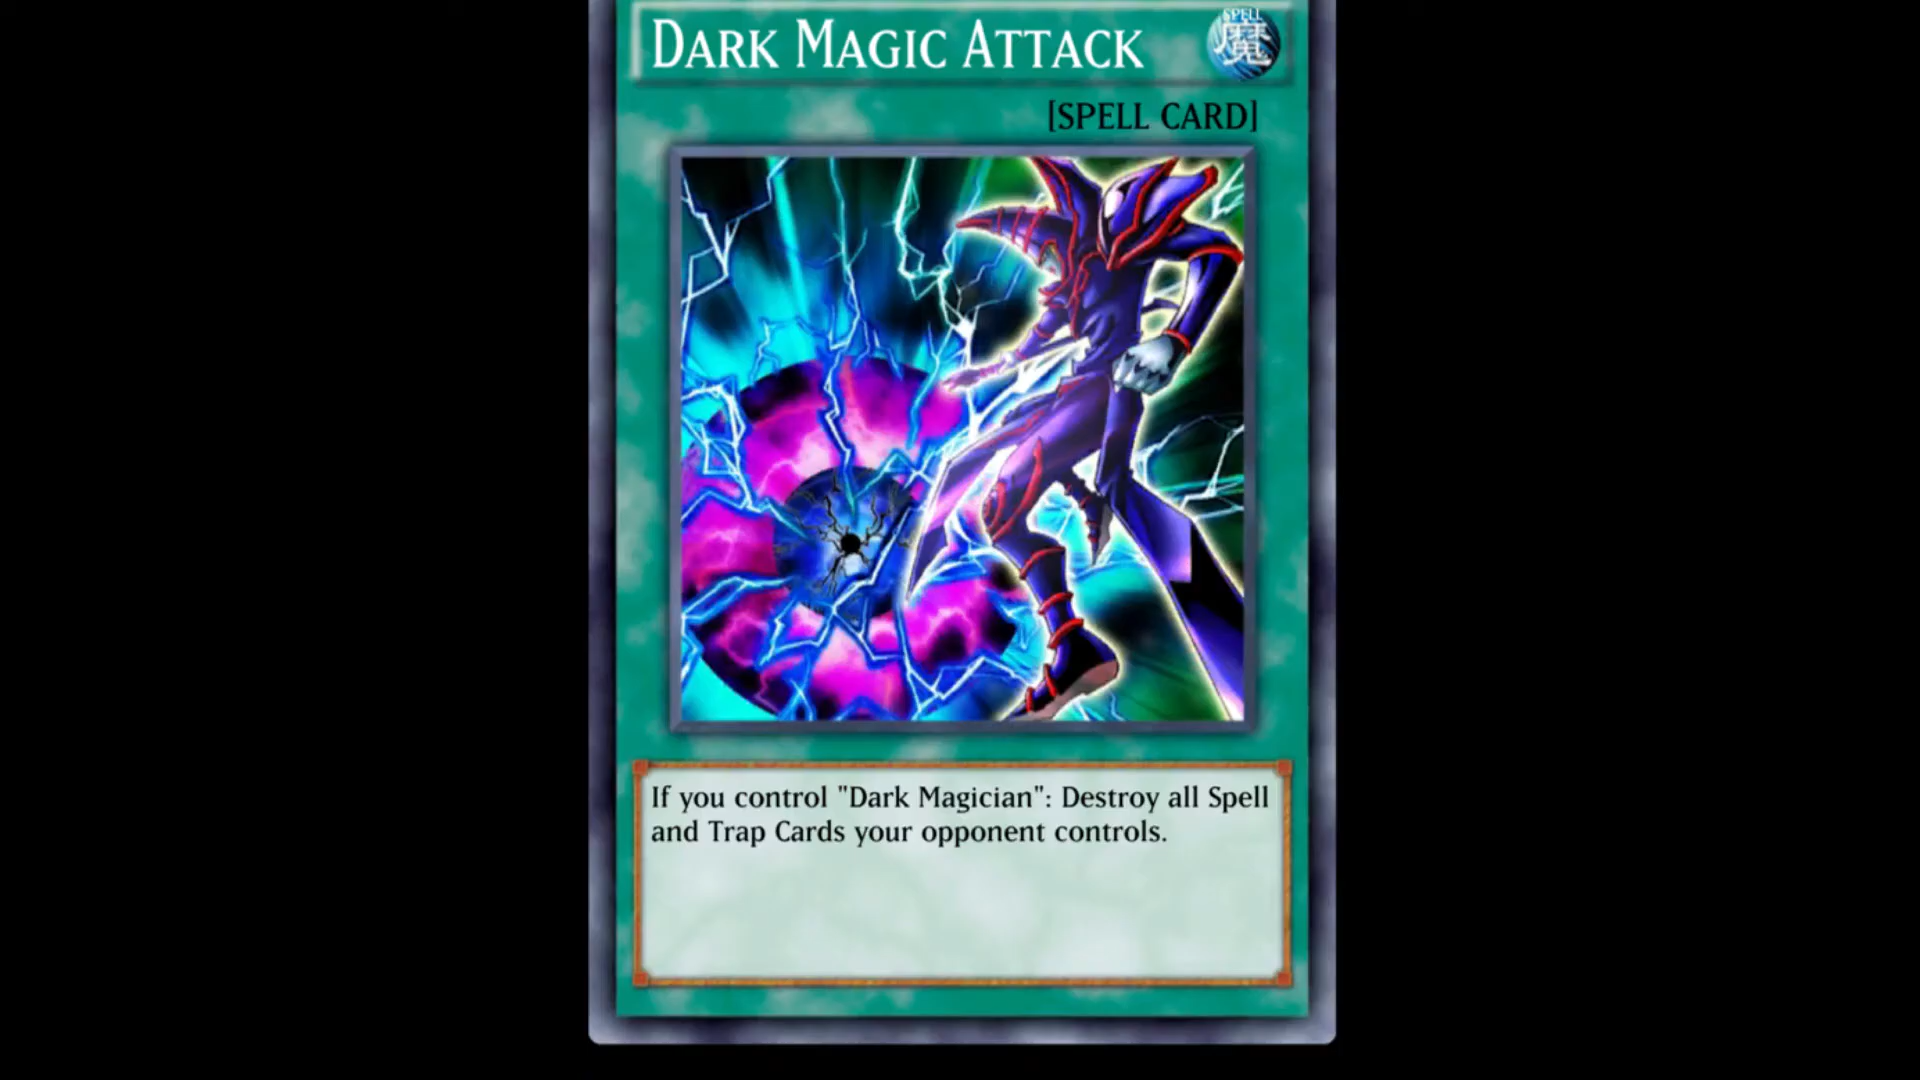 DARK MAGIC ATTACK
SPELL
魔
[SPELL CARD]
If you control "Dark Magician": Destroy all Spell
and Trap Cards your opponent controls.